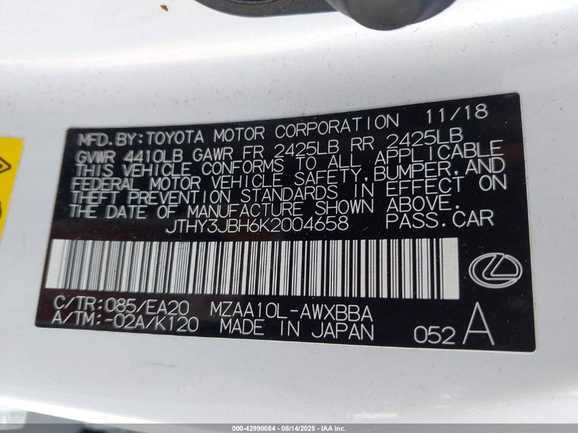 MFD. BY: TOYOTA MOTOR CORPORATION 11/18
GVWR 4410LB GAWR FR 2425LB RR 2425LB
THIS VEHICLE CONFORMS TO ALL APPLICABLE
FEDERAL MOTOR VEHICLE SAFETY, BUMPER, AND
THEFT PREVENTION STANDARDS IN EFFECT ON
THE DATE OF MANUFACTURE SHOWN ABOVE.
JTHY3JBH6K2004658 PASS. CAR
C/TR: 085/EA20 MZAA10L-AWXBBA
A/TM: -02A/K120 MADE IN JAPAN 052 A
000-42990684 - 08/14/2025 - IAA, Inc.